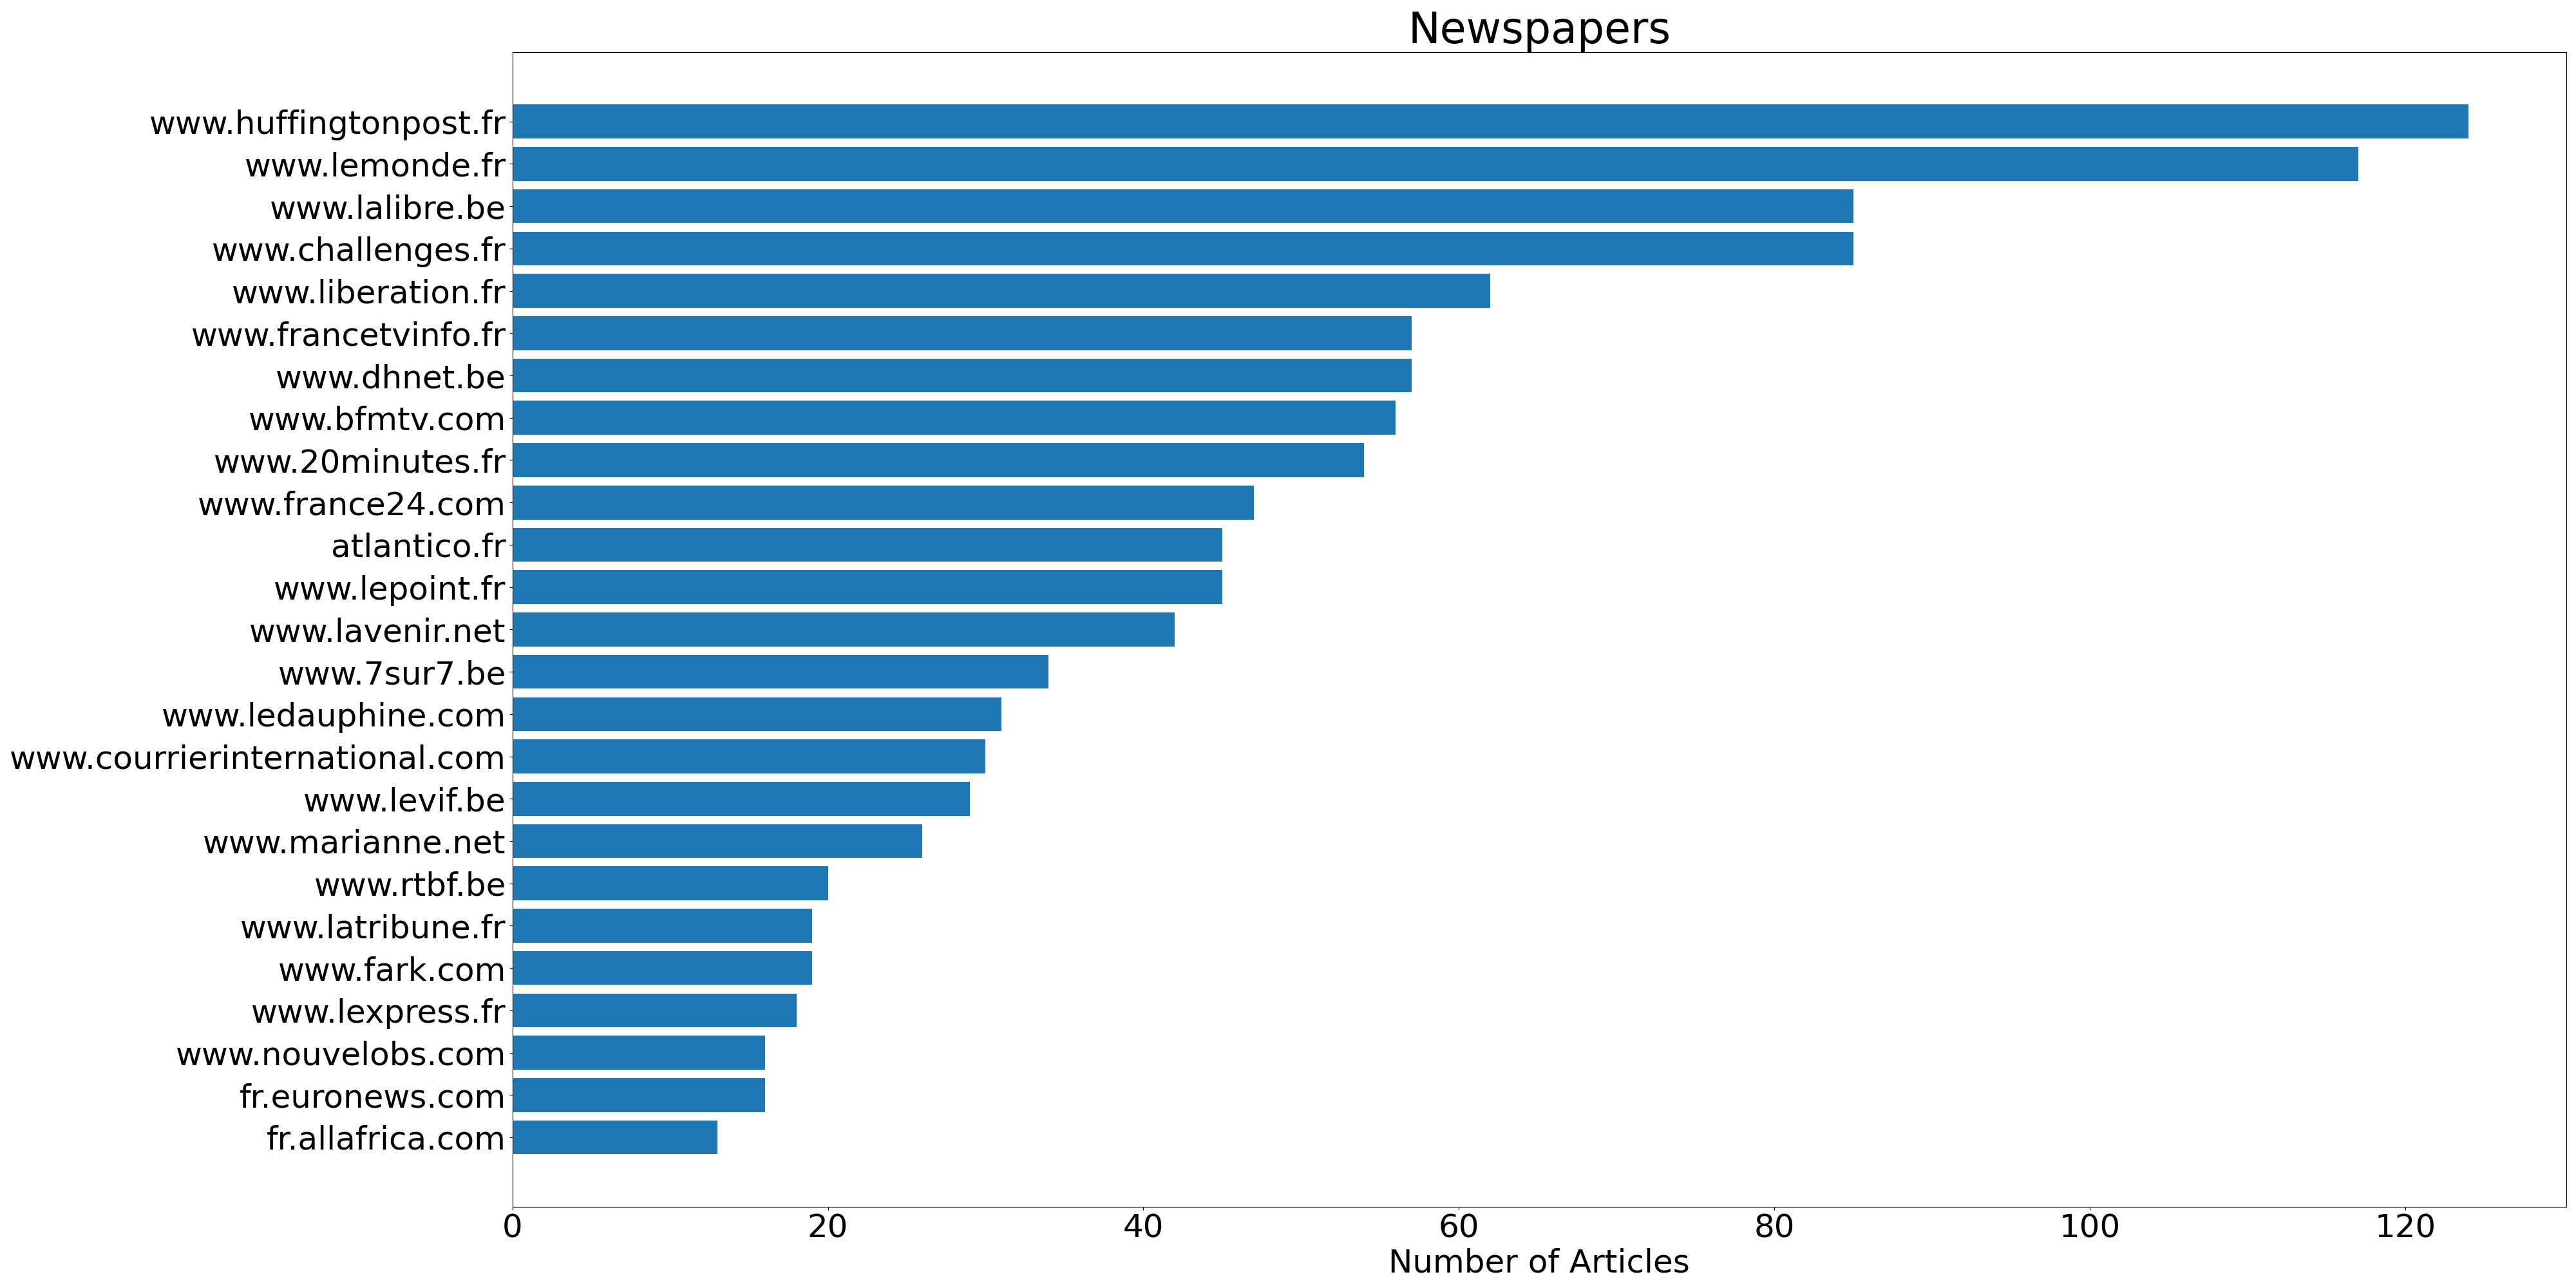 Newspapers
www.huffingtonpost.fr
www.lemonde.fr
www.lalibre.be
www.challenges.fr
www.liberation.fr
www.francetvinfo.fr
www.dhnet.be
www.bfmtv.com
www.20minutes.fr
www.france24.com
atlantico.fr
www.lepoint.fr
www.lavenir.net
www.7sur7.be
www.ledauphine.com
www.courrierinternational.com
www.levif.be
www.marianne.net
www.rtbf.be
www.latribune.fr
www.fark.com
www.lexpress.fr
www.nouvelobs.com
fr.euronews.com
fr.allafrica.com
0 20 40 60 80 100 120
Number of Articles